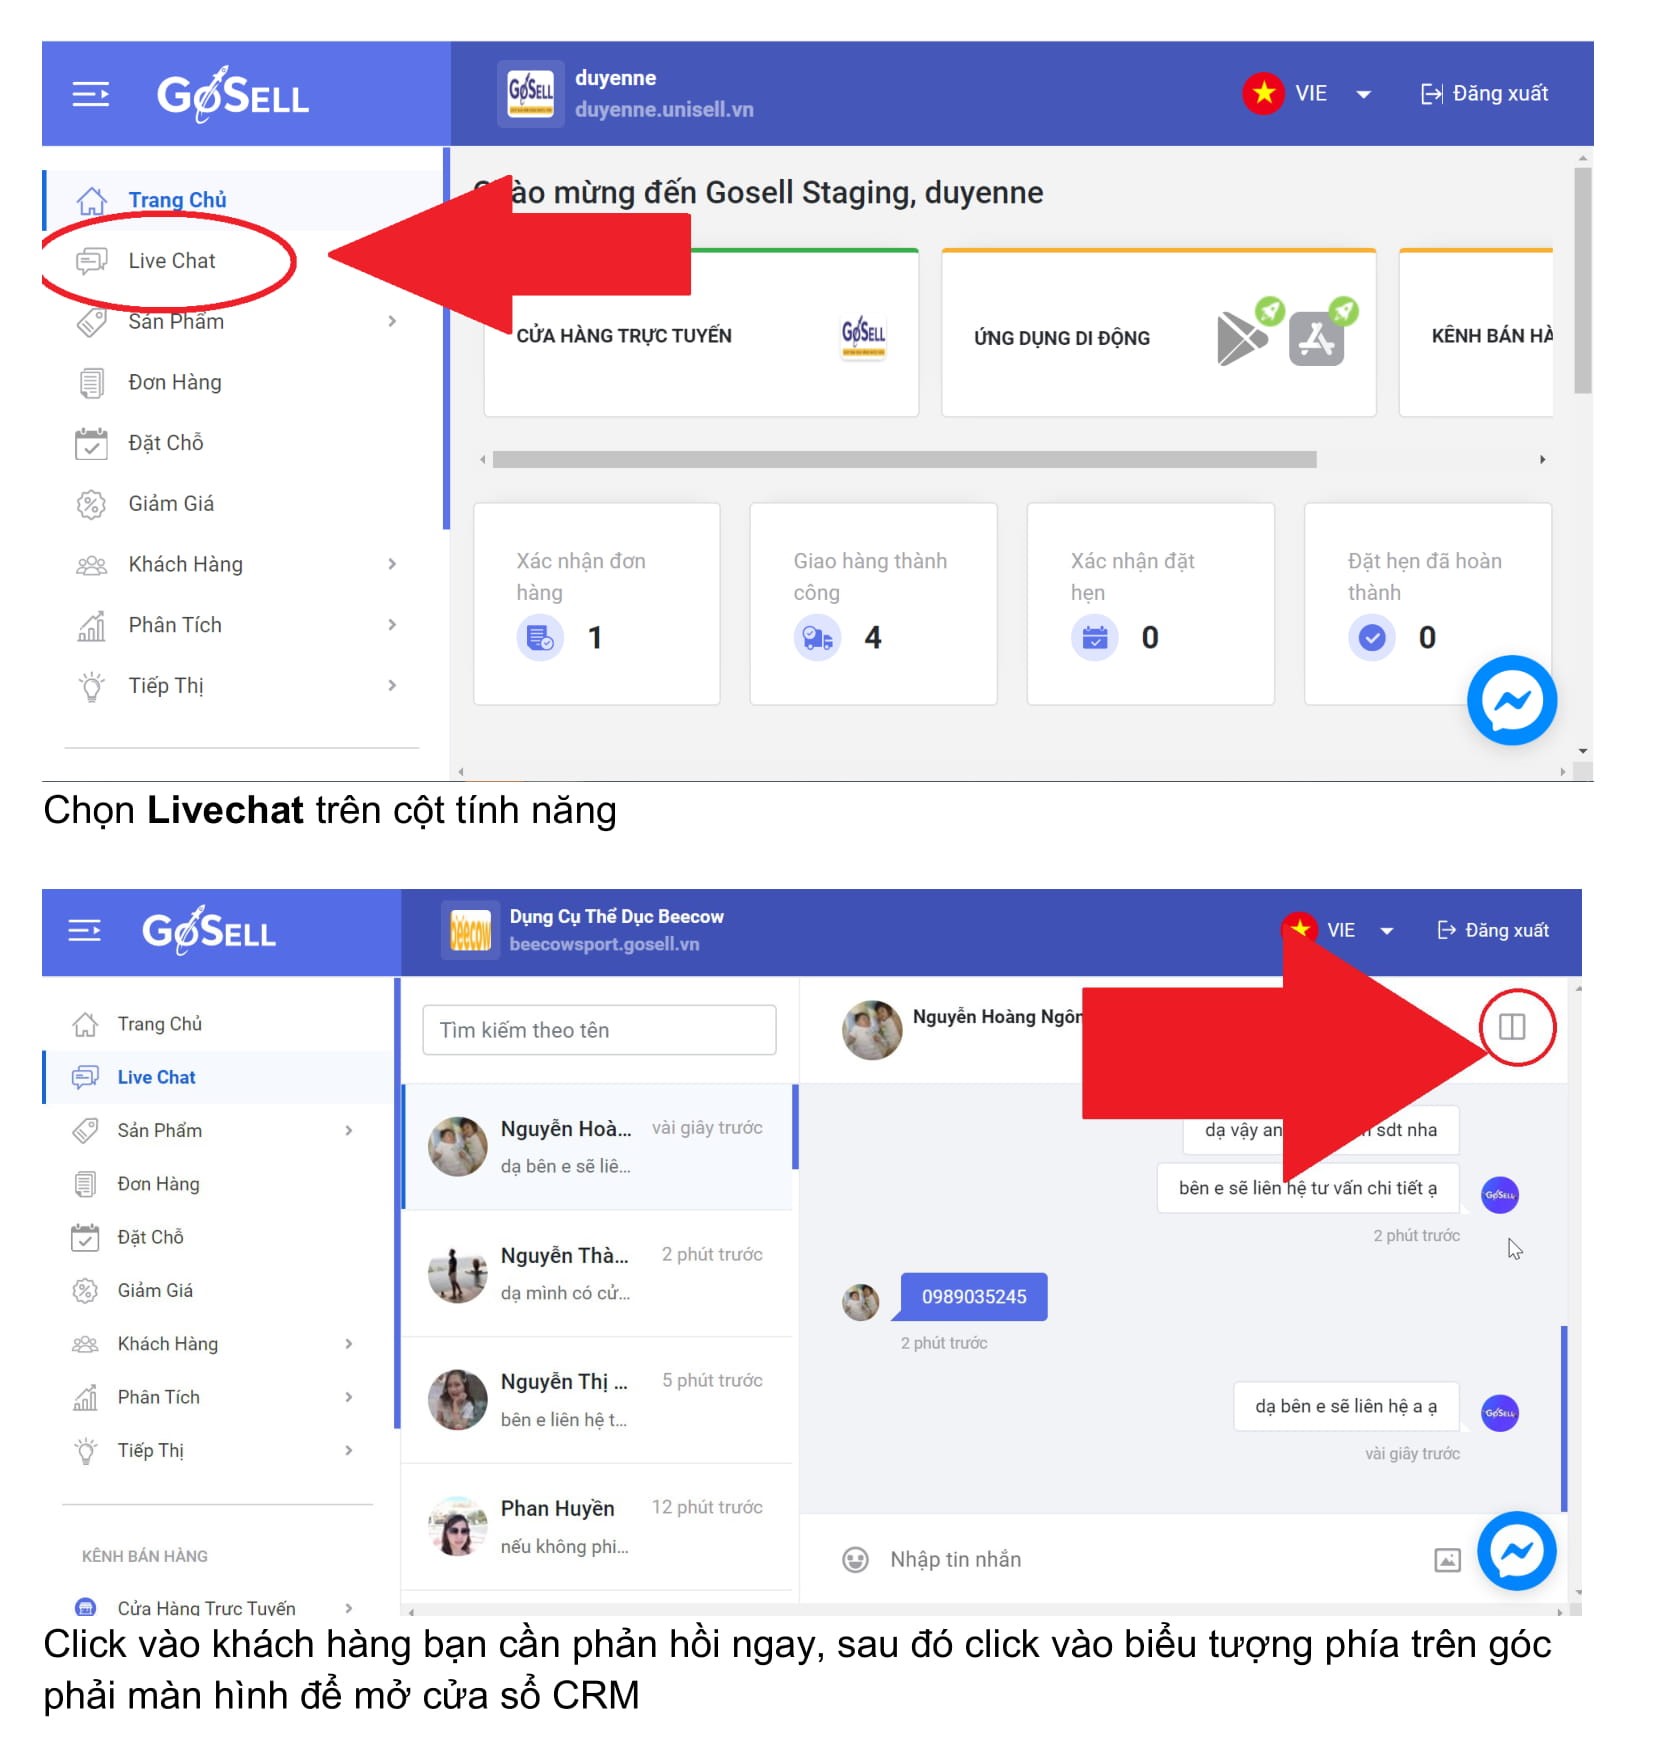 GoSELL
duyenne
duyenne.unisell.vn
VIE
Đăng xuất
Trang Chủ
Live Chat
Sản Phẩm
Đơn Hàng
Đặt Chỗ
Giảm Giá
Khách Hàng
Phân Tích
Tiếp Thị
ào mừng đến Gosell Staging, duyenne
CỬA HÀNG TRỰC TUYẾN
GoSELL
ỨNG DỤNG DI ĐỘNG
KÊNH BÁN HÀ
Xác nhận đơn
hàng
1
Giao hàng thành
công
4
Xác nhận đặt
hẹn
0
Đặt hẹn đã hoàn
thành
0
Chọn Livechat trên cột tính năng
GoSELL
beecow
Dụng Cụ Thể Dục Beecow
beecowsport.gosell.vn
VIE
Đăng xuất
Trang Chủ
Live Chat
Sản Phẩm
Đơn Hàng
Đặt Chỗ
Giảm Giá
Khách Hàng
Phân Tích
Tiếp Thị
KÊNH BÁN HÀNG
Cửa Hàng Trực Tuyến
Tìm kiếm theo tên
Nguyễn Hoà... vài giây trước
dạ bên e sẽ liê...
Nguyễn Thà... 2 phút trước
dạ mình có cử...
Nguyễn Thị ... 5 phút trước
bên e liên hệ t...
Phan Huyền 12 phút trước
nếu không phi...
Nguyễn Hoàng Ngôn
dạ vậy an sdt nha
bên e sẽ liên hệ tư vấn chi tiết ạ
2 phút trước
0989035245
2 phút trước
dạ bên e sẽ liên hệ a ạ
vài giây trước
Nhập tin nhắn
Click vào khách hàng bạn cần phản hồi ngay, sau đó click vào biểu tượng phía trên góc
phải màn hình để mở cửa sổ CRM